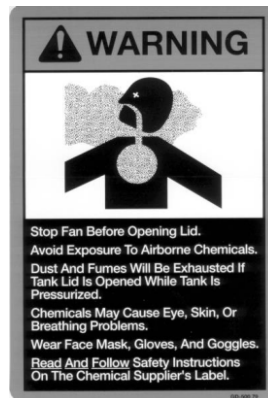 WARNING
Stop Fan Before Opening Lid.
Avoid Exposure To Airborne Chemicals.
Dust And Fumes Will Be Exhausted If
Tank Lid Is Opened While Tank Is
Pressurized.
Chemicals May Cause Eye, Skin, Or
Breathing Problems.
Wear Face Mask, Gloves, And Goggles.
Read And Follow Safety Instructions
On The Chemical Supplier's Label.